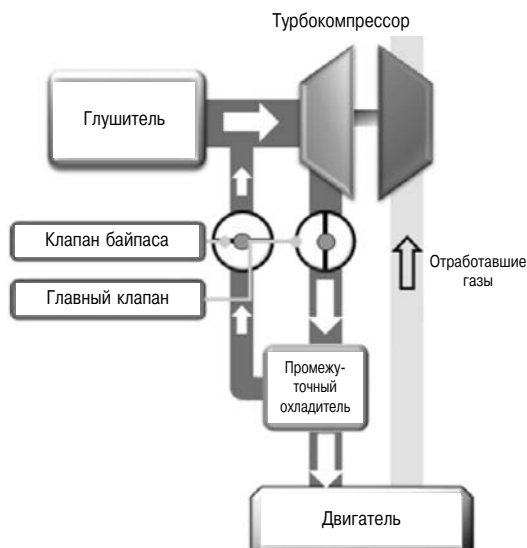 Турбокомпрессор
Глушитель
Клапан байпаса
Главный клапан
Отработавшие
газы
Промежу-
точный
охладитель
Двигатель